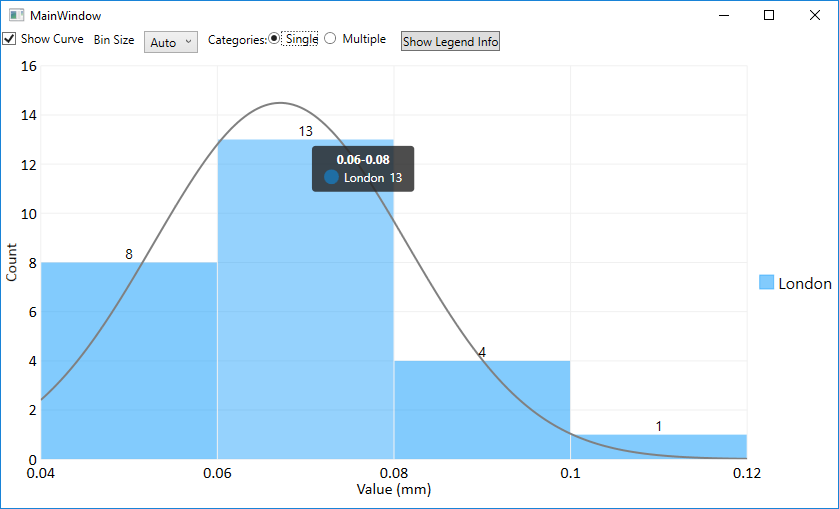 MainWindow
Show Curve Bin Size Auto Categories: Single Multiple Show Legend Info
16
14
13
12
0.06-0.08
London 13
10
8
8
Count
London
6
4
4
2
1
0
0.04 0.06 0.08 0.1 0.12
Value (mm)